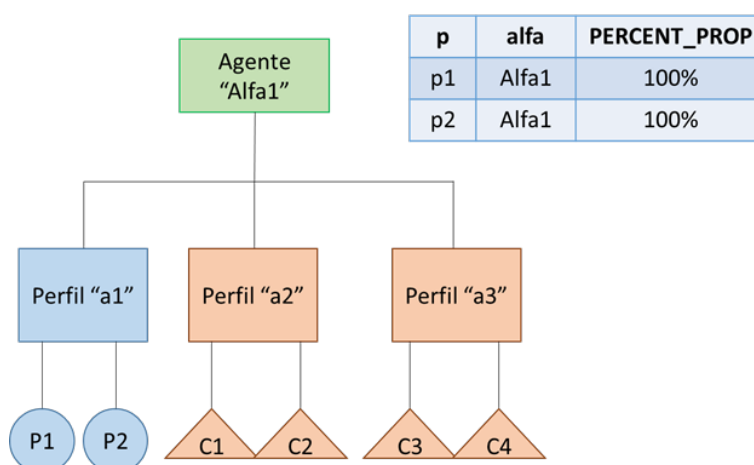 Agente
“Alfa1”
p alfa PERCENT_PROP
p1 Alfa1 100%
p2 Alfa1 100%
Perfil “a1” Perfil “a2” Perfil “a3”
P1 P2 C1 C2 C3 C4